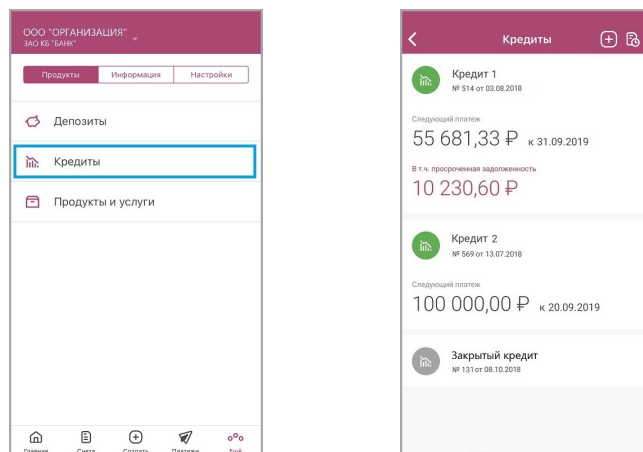 ООО "ОРГАНИЗАЦИЯ"
ЗАО КБ "БАНК"
Продукты Информация Настройки
Депозиты
Кредиты
Продукты и услуги
Главная Счета Создать Платежи Ещё
Кредиты
Кредит 1
№ 514 от 03.08.2018
Следующий платеж
55 681,33 ₽ к 31.09.2019
В т.ч. просроченная задолженность
10 230,60 ₽
Кредит 2
№ 569 от 13.07.2018
Следующий платеж
100 000,00 ₽ к 20.09.2019
Закрытый кредит
№ 131 от 08.10.2018